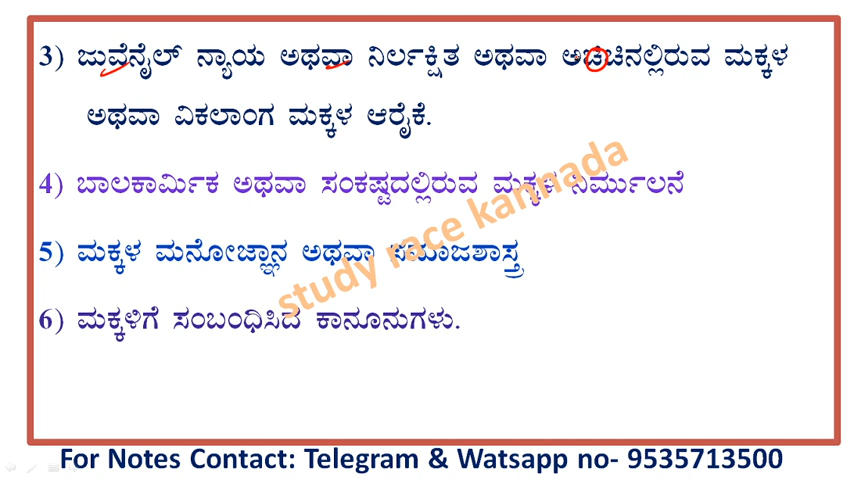 3) ಜುವೆನೈಲ್ ನ್ಯಾಯ ಅಥವಾ ನಿರ್ಲಕ್ಷಿತ ಅಥವಾ ಅಚಚಿನಲ್ಲಿರುವ ಮಕ್ಕಳ
ಅಥವಾ ವಿಕಲಾಂಗ ಮಕ್ಕಳ ಆರೈಕೆ.
4) ಬಾಲಕಾರ್ಮಿಕ ಅಥವಾ ಸಂಕಷ್ಟದಲ್ಲಿರುವ ಮಕ್ಕಳ ನಿರ್ಮುಲನೆ
5) ಮಕ್ಕಳ ಮನೋಜ್ಞಾನ ಅಥವಾ ಸಮಾಜಶಾಸ್ತ್ರ
6) ಮಕ್ಕಳಿಗೆ ಸಂಬಂಧಿಸಿದ ಕಾನೂನುಗಳು.
study race kannada
For Notes Contact: Telegram & Watsapp no- 9535713500